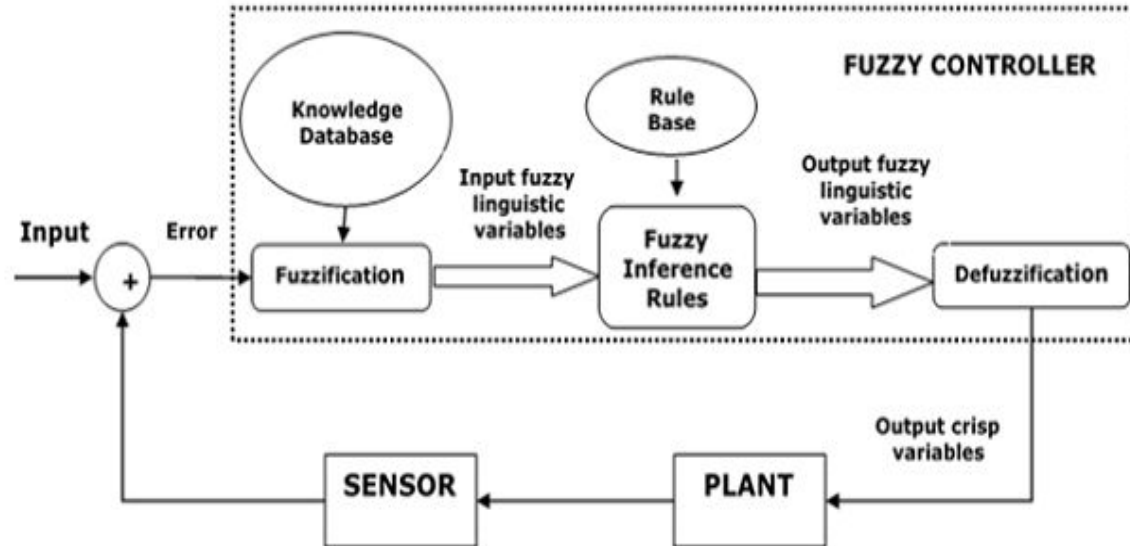 FUZZY CONTROLLER
Knowledge
Database
Rule
Base
Input fuzzy
linguistic
variables
Output fuzzy
linguistic
variables
Input
Error
+
Fuzzification
Fuzzy
Inference
Rules
Defuzzification
Output crisp
variables
SENSOR
PLANT